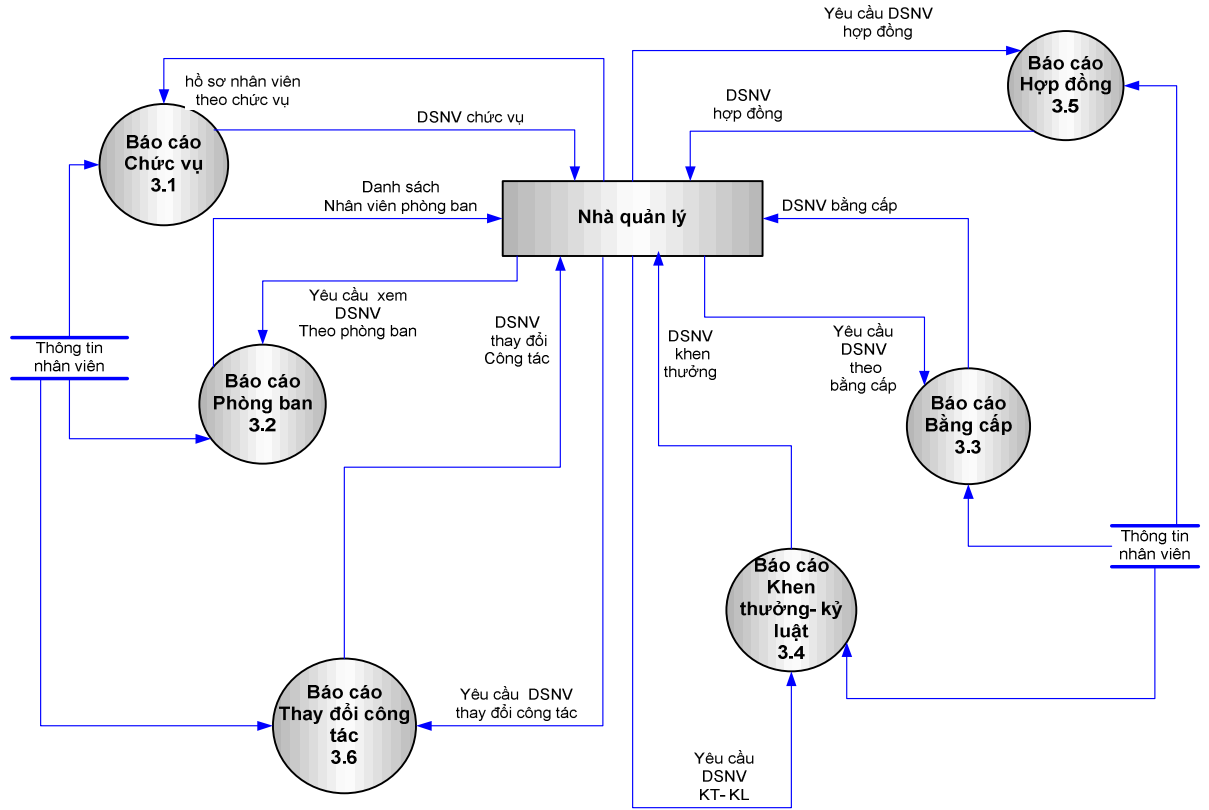 Yêu cầu DSNV
hợp đồng
Báo cáo
Hợp đồng
3.5
hồ sơ nhân viên
theo chức vụ
DSNV chức vụ
DSNV
hợp đồng
Báo cáo
Chức vụ
3.1
Danh sách
Nhân viên phòng ban
Nhà quản lý
DSNV bằng cấp
Yêu cầu xem
DSNV
Theo phòng ban
DSNV
thay đổi
Công tác
DSNV
khen
thưởng
Yêu cầu
DSNV
theo
bằng cấp
Thông tin
nhân viên
Báo cáo
Phòng ban
3.2
Báo cáo
Bằng cấp
3.3
Thông tin
nhân viên
Báo cáo
Khen
thưởng- kỷ
luật
3.4
Báo cáo
Thay đổi công
tác
3.6
Yêu cầu DSNV
thay đổi công tác
Yêu cầu
DSNV
KT- KL